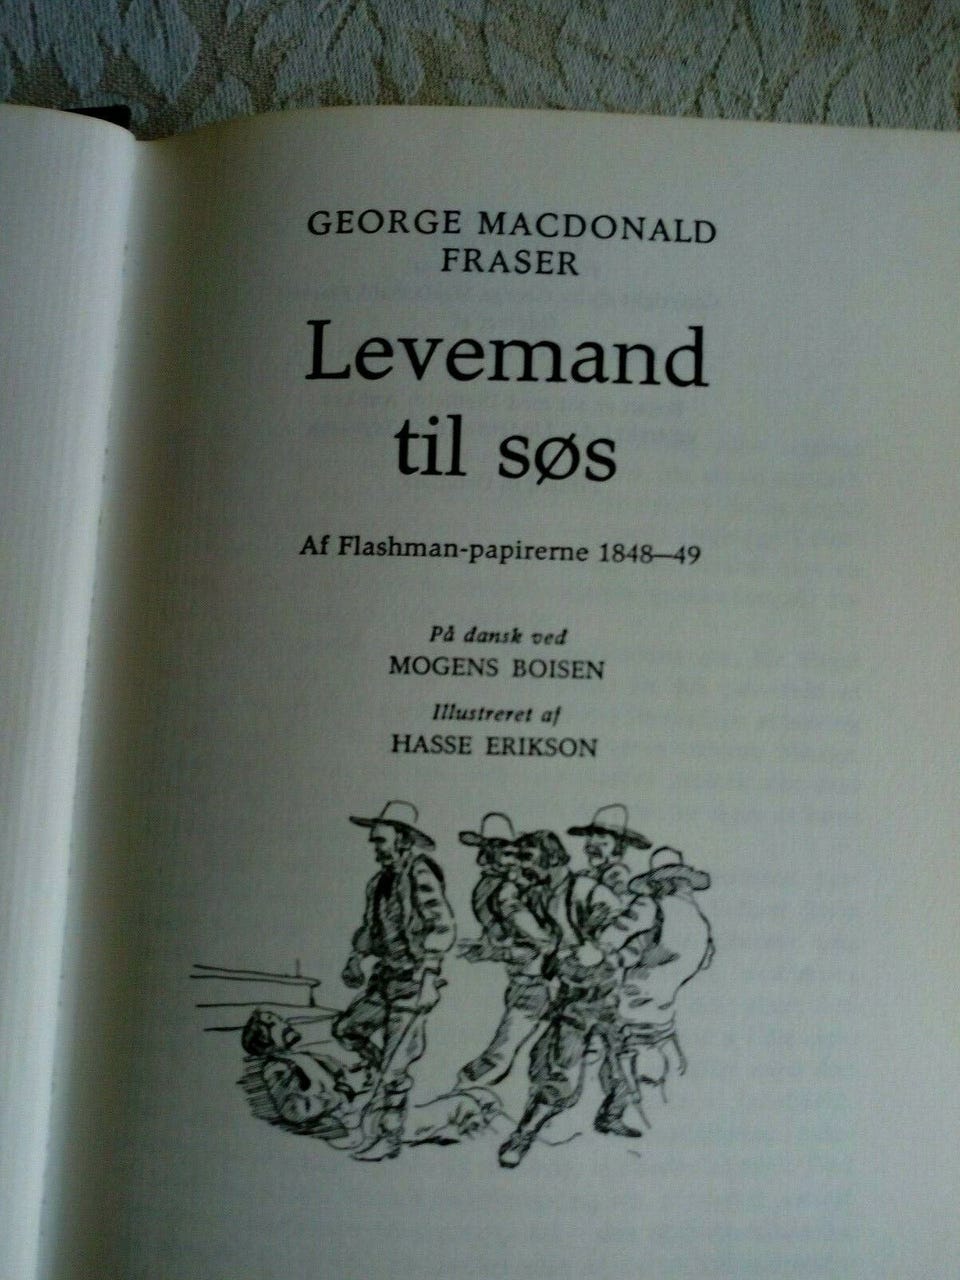 GEORGE MACDONALD
FRASER
Levemand
til søs
Af Flashman-papirerne 1848—49
På dansk ved
MOGENS BOISEN
Illustreret af
HASSE ERIKSON